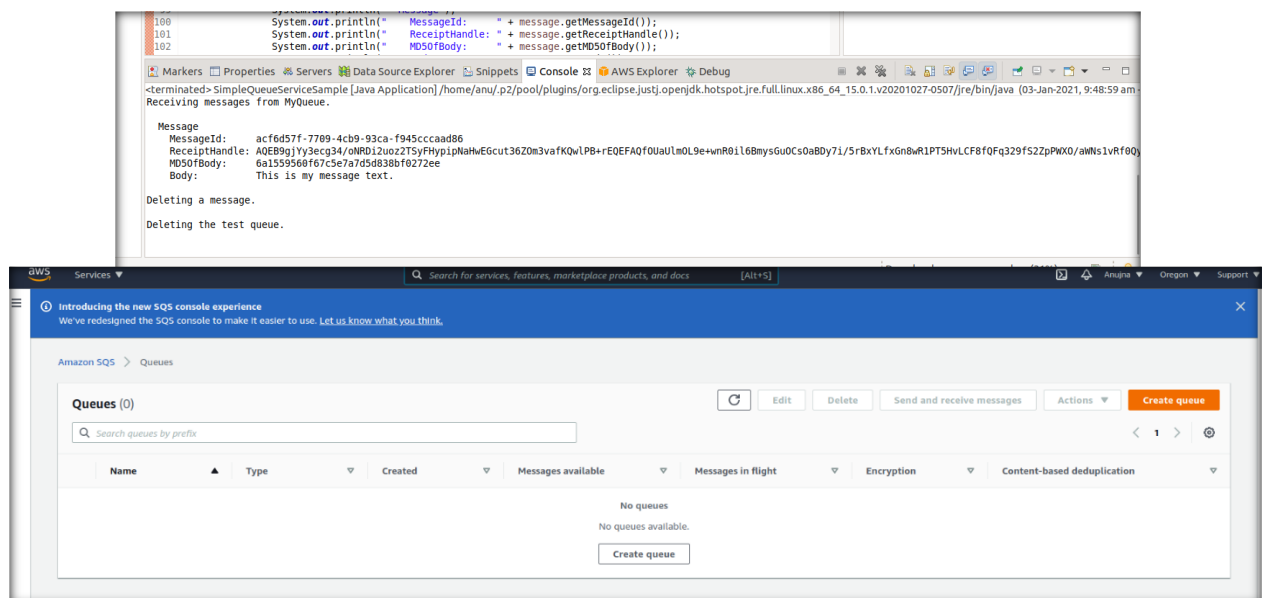 100 System.out.println("    MessageId:     " + message.getMessageId());
101 System.out.println("    ReceiptHandle: " + message.getReceiptHandle());
102 System.out.println("    MD5OfBody:     " + message.getMD5OfBody());
Markers Properties Servers Data Source Explorer Snippets Console AWS Explorer Debug
<terminated> SimpleQueueServiceSample [Java Application] /home/anu/.p2/pool/plugins/org.eclipse.justj.openjdk.hotspot.jre.full.linux.x86_64_15.0.1.v20201027-0507/jre/bin/java (03-Jan-2021, 9:48:59 am
Receiving messages from MyQueue.
Message
MessageId:     acf6d57f-7709-4cb9-93ca-f945cccaad86
ReceiptHandle: AQEB9gjYy3ecg34/oNRDi2uoz2TSyFHypipNaHwEGcut36ZOm3vafKQwlPB+rEQEFAQfOUaUlmOL9e+wnR0il6BmysGuOCsOaBDy7i/5rBxYLfxGn8wR1PT5HvLCF8fQFq329fS2ZpPWXO/aWNs1vRf0Qy
MD5OfBody:     6a1559560f67c5e7a7d5d838bf0272ee
Body:          This is my message text.
Deleting a message.
Deleting the test queue.
aws Services Search for services, features, marketplace products, and docs [Alt+S] Anujna Oregon Support
Introducing the new SQS console experience
We've redesigned the SQS console to make it easier to use. Let us know what you think.
Amazon SQS > Queues
Queues (0) Edit Delete Send and receive messages Actions Create queue
Search queues by prefix < 1 >
Name Type Created Messages available Messages in flight Encryption Content-based deduplication
No queues
No queues available.
Create queue